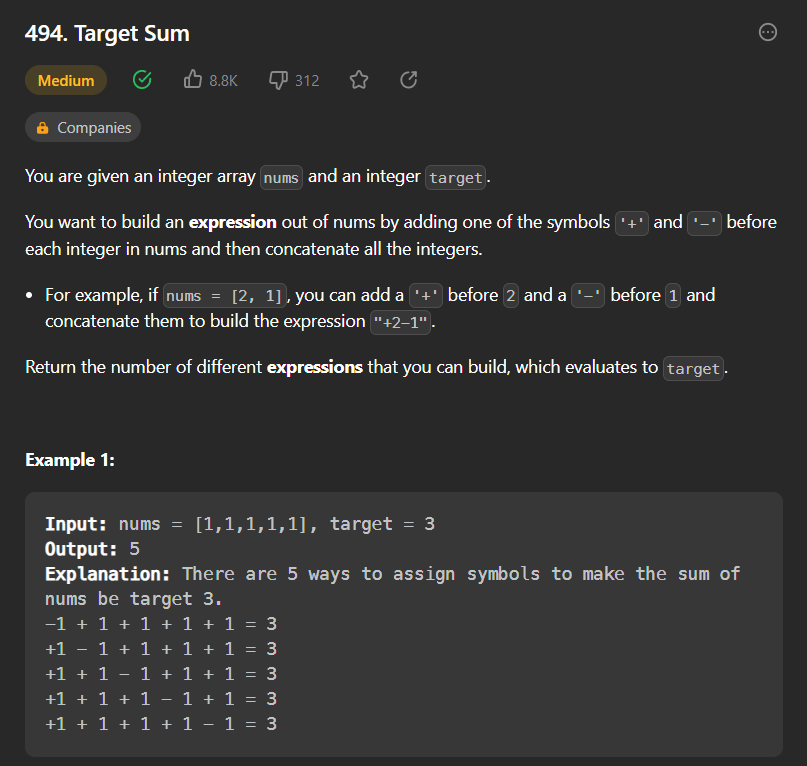 494. Target Sum
Medium 8.8K 312
Companies
You are given an integer array nums and an integer target.
You want to build an expression out of nums by adding one of the symbols '+' and '-' before
each integer in nums and then concatenate all the integers.
• For example, if nums = [2, 1], you can add a '+' before 2 and a '-' before 1 and
concatenate them to build the expression "+2-1".
Return the number of different expressions that you can build, which evaluates to target.
Example 1:
Input: nums = [1,1,1,1,1], target = 3
Output: 5
Explanation: There are 5 ways to assign symbols to make the sum of
nums be target 3.
-1 + 1 + 1 + 1 + 1 = 3
+1 - 1 + 1 + 1 + 1 = 3
+1 + 1 - 1 + 1 + 1 = 3
+1 + 1 + 1 - 1 + 1 = 3
+1 + 1 + 1 + 1 - 1 = 3